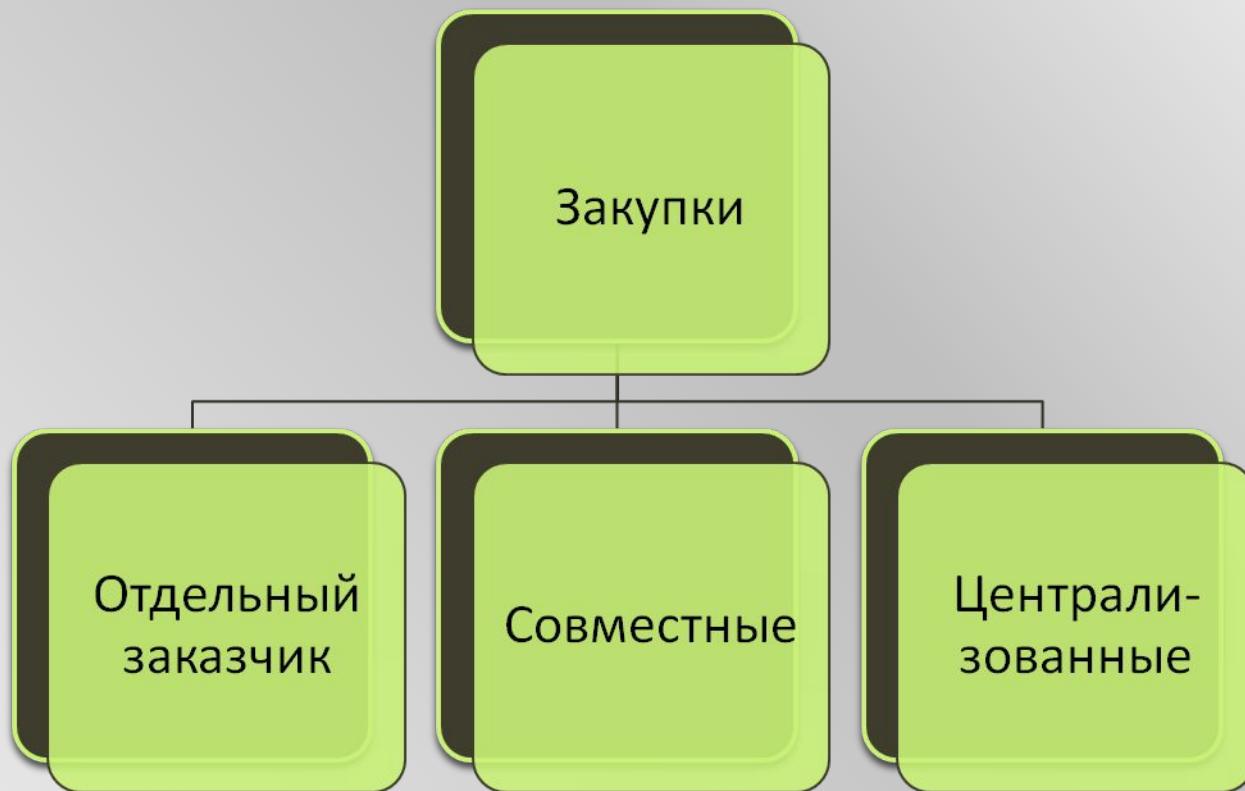 Закупки
Отдельный
заказчик
Совместные
Централи-
зованные